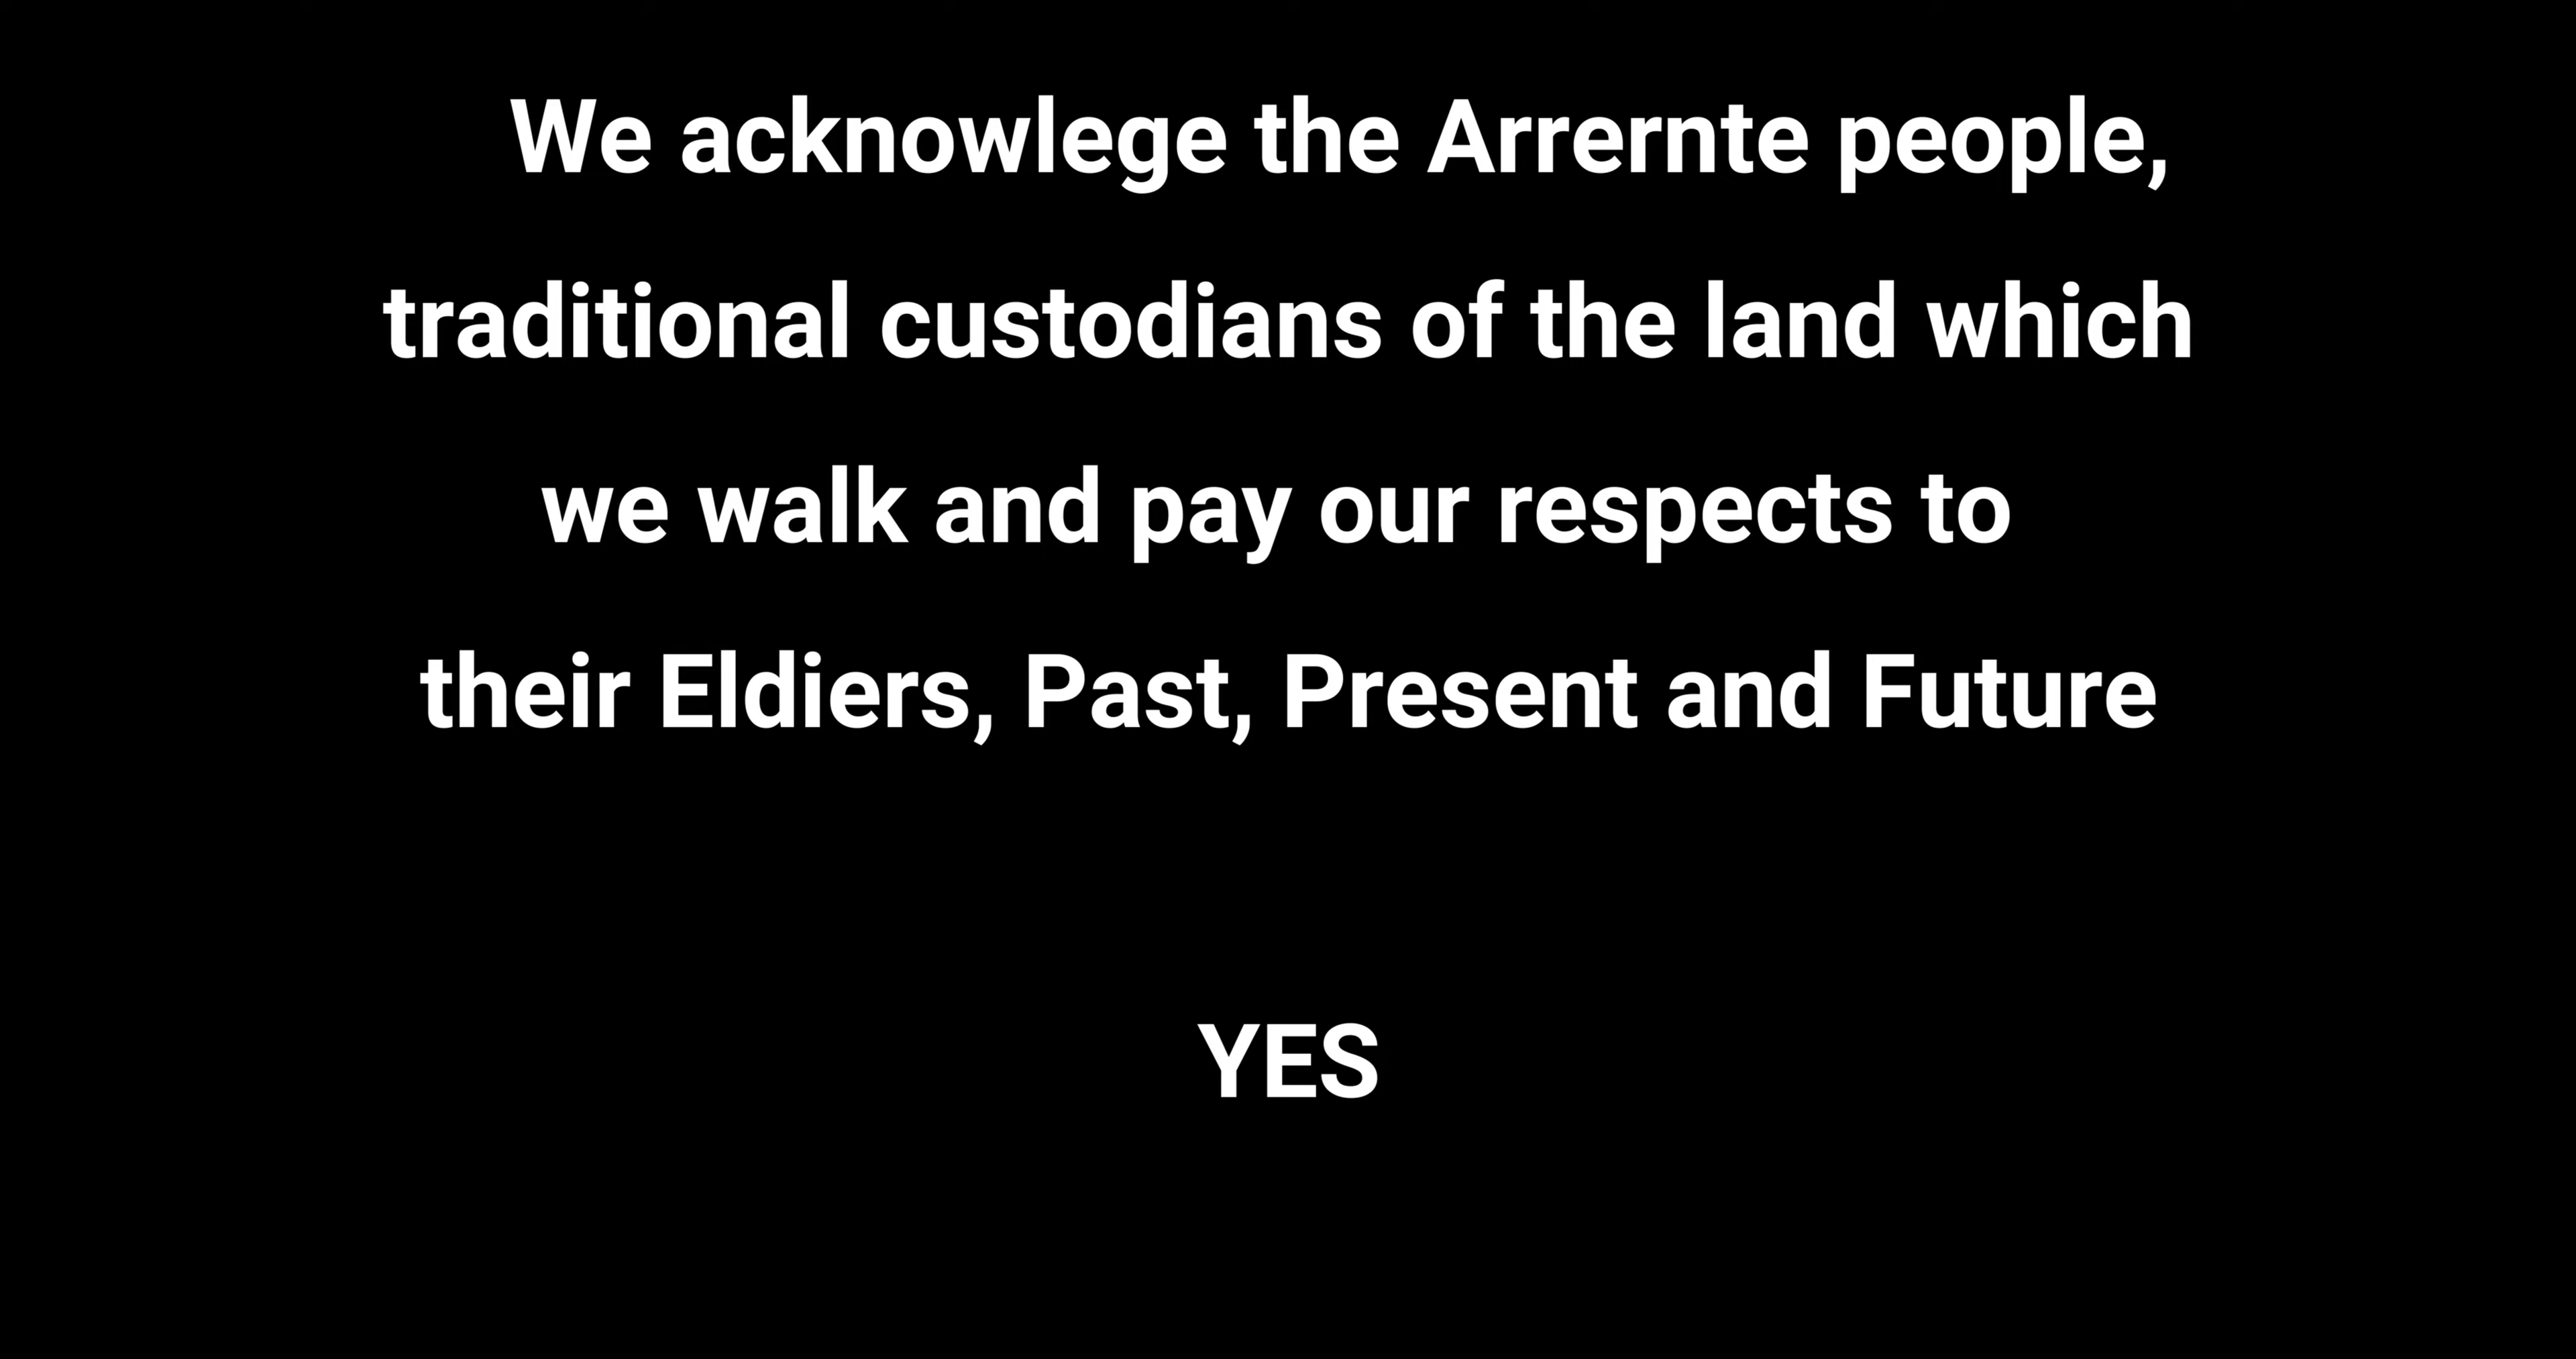 We acknowlege the Arrernte people,
traditional custodians of the land which
we walk and pay our respects to
their Eldiers, Past, Present and Future
YES